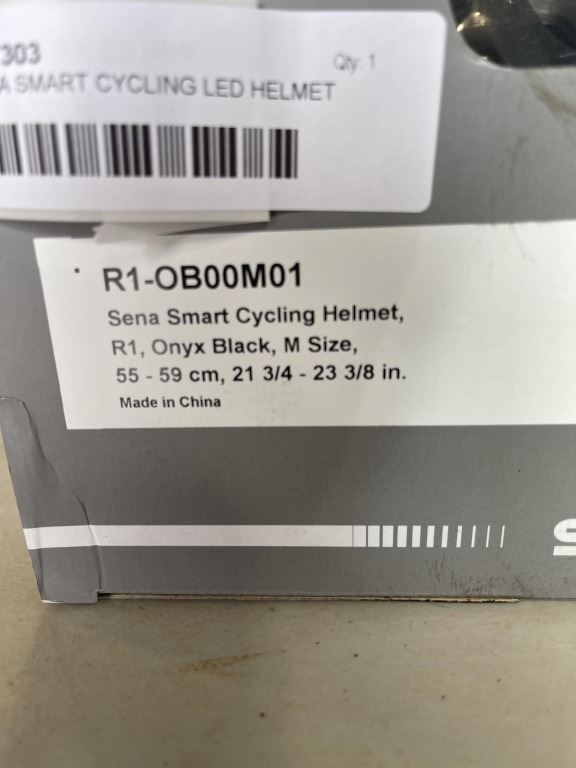 303
Qty: 1
A SMART CYCLING LED HELMET
R1-OB00M01
Sena Smart Cycling Helmet,
R1, Onyx Black, M Size,
55 - 59 cm, 21 3/4 - 23 3/8 in.
Made in China
S